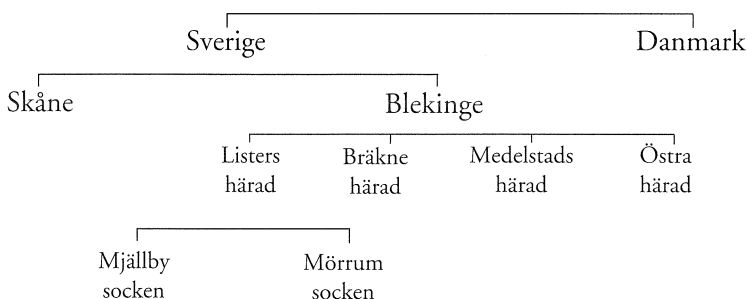 Sverige Danmark
Skåne Blekinge
Listers Bräkne Medelstads Östra
härad härad härad härad
Mjällby Mörrum
socken socken